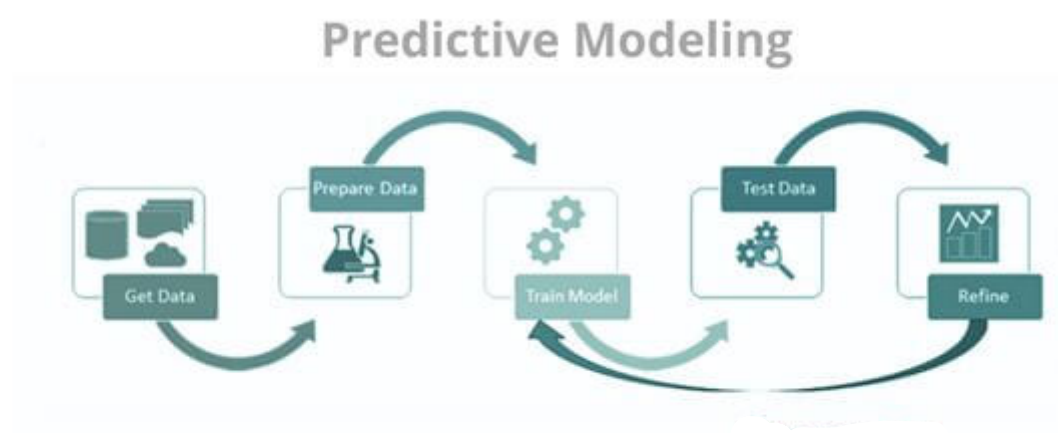 Predictive Modeling
Prepare Data
Test Data
Get Data
Train Model
Refine